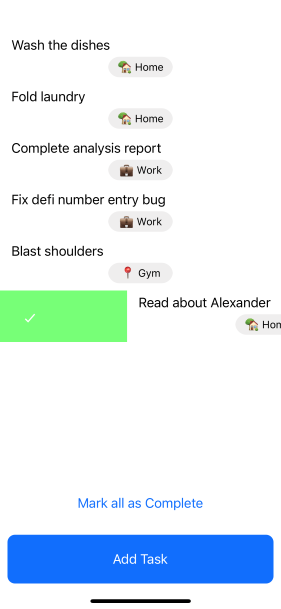 Wash the dishes
Home
Fold laundry
Home
Complete analysis report
Work
Fix defi number entry bug
Work
Blast shoulders
Gym
Read about Alexander
Hom
Mark all as Complete
Add Task